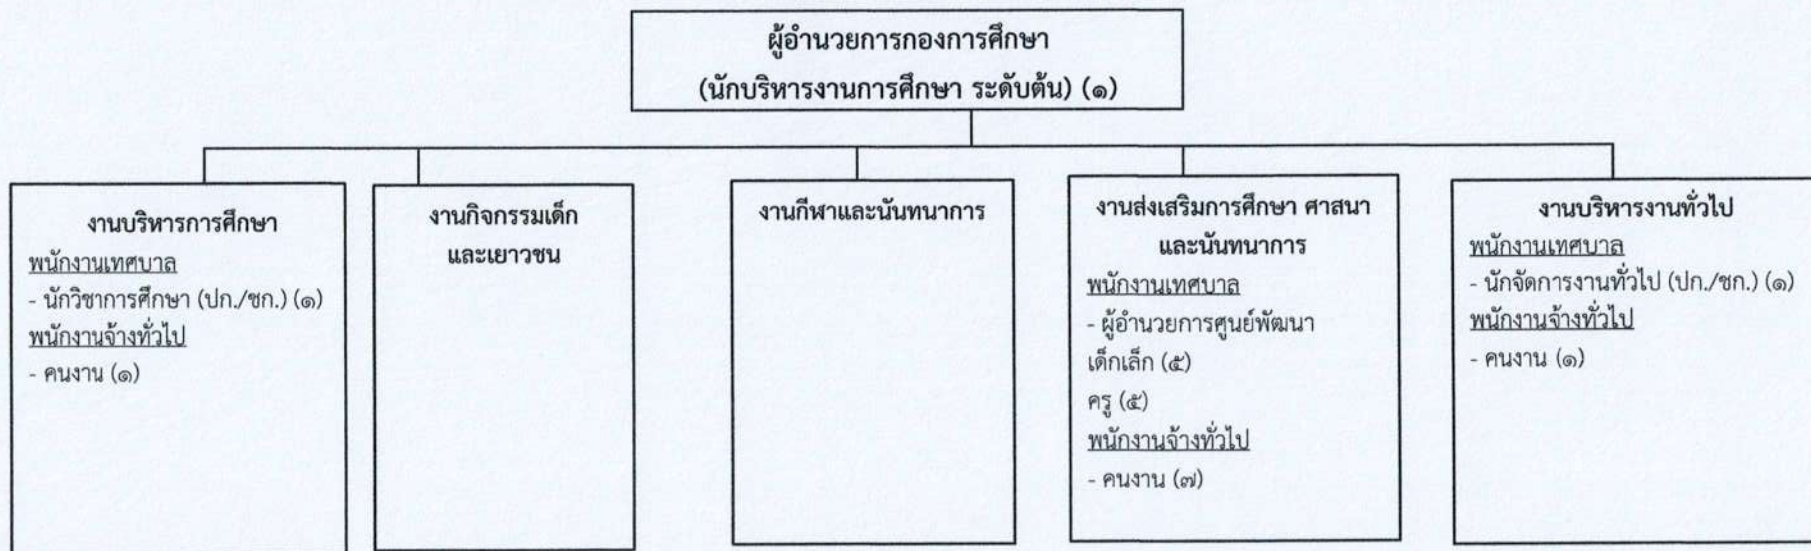 ผู้อำนวยการกองการศึกษา
(นักบริหารงานการศึกษา ระดับต้น) (๑)
งานบริหารการศึกษา
พนักงานเทศบาล
- นักวิชาการศึกษา (ปก./ชก.) (๑)
พนักงานจ้างทั่วไป
- คนงาน (๑)
งานกิจกรรมเด็ก
และเยาวชน
งานกีฬาและนันทนาการ
งานส่งเสริมการศึกษา ศาสนา
และนันทนาการ
พนักงานเทศบาล
- ผู้อำนวยการศูนย์พัฒนา
เด็กเล็ก (๕)
ครู (๕)
พนักงานจ้างทั่วไป
- คนงาน (๗)
งานบริหารงานทั่วไป
พนักงานเทศบาล
- นักจัดการงานทั่วไป (ปก./ชก.) (๑)
พนักงานจ้างทั่วไป
- คนงาน (๑)